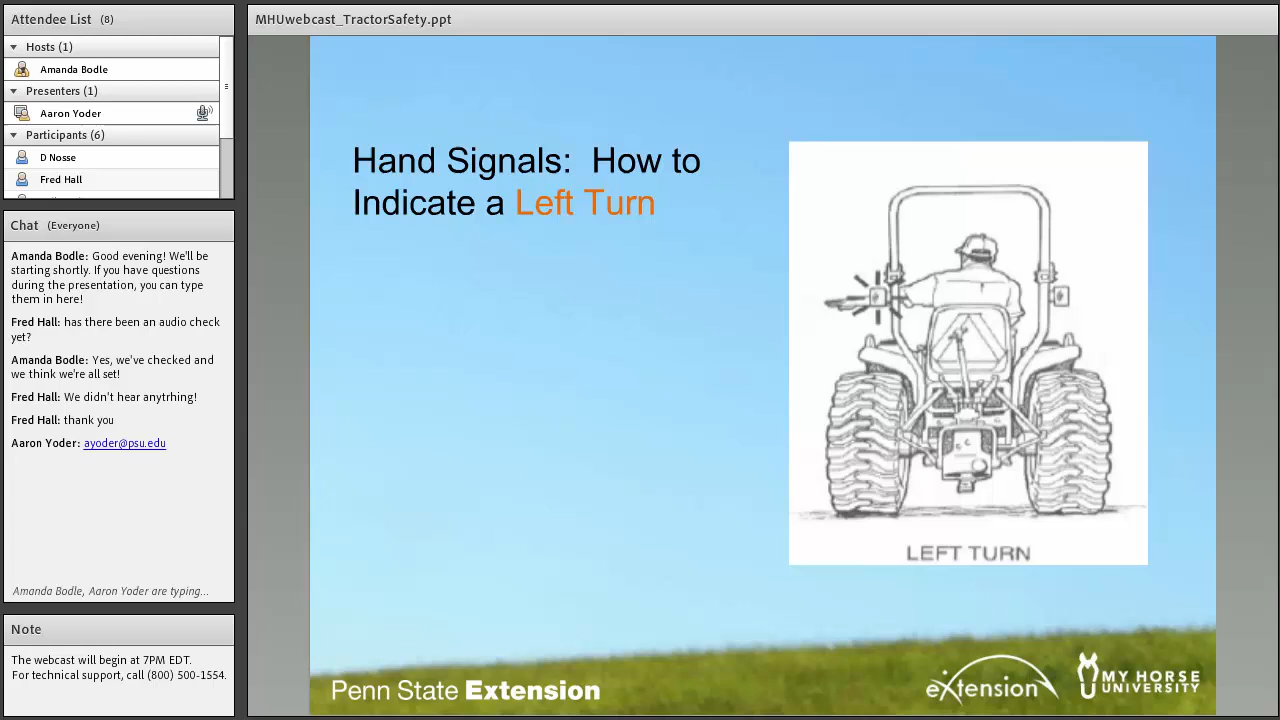 Attendee List (8)
Hosts (1)
Amanda Bodle
Presenters (1)
Aaron Yoder
Participants (6)
D Nosse
Fred Hall
Chat (Everyone)
Amanda Bodle: Good evening! We'll be
starting shortly. If you have questions
during the presentation, you can type
them in here!
Fred Hall: has there been an audio check
yet?
Amanda Bodle: Yes, we've checked and
we think we're all set!
Fred Hall: We didn't hear anytrhing!
Fred Hall: thank you
Aaron Yoder: ayoder@psu.edu
Amanda Bodle, Aaron Yoder are typing...
Note
The webcast will begin at 7PM EDT.
For technical support, call (800) 500-1554.
MHUwebcast_TractorSafety.ppt
Hand Signals:  How to
Indicate a Left Turn
LEFT TURN
Penn State Extension
eXtension
MY HORSE
UNIVERSITY